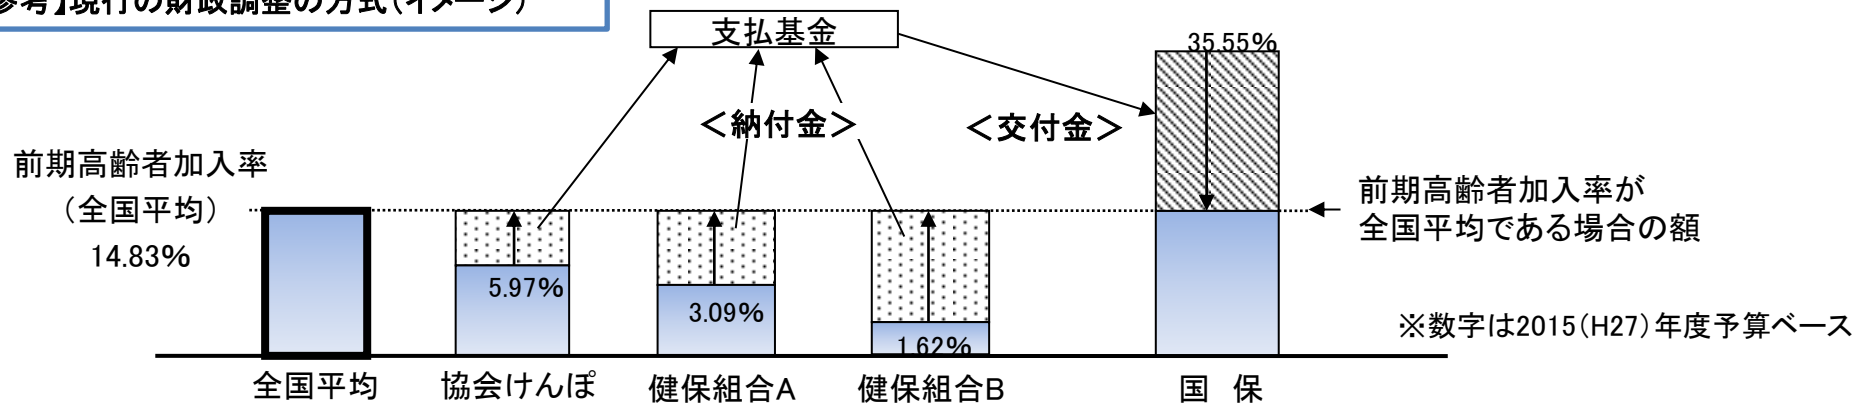 考】現行の財政調整の方式（イメージ）
支払基金
35.55%
＜納付金＞
＜交付金＞
前期高齢者加入率
（全国平均）
14.83%
前期高齢者加入率が
全国平均である場合の額
5.97%
3.09%
1.62%
※数字は2015（H27）年度予算ベース
全国平均
協会けんぽ
健保組合A
健保組合B
国 保